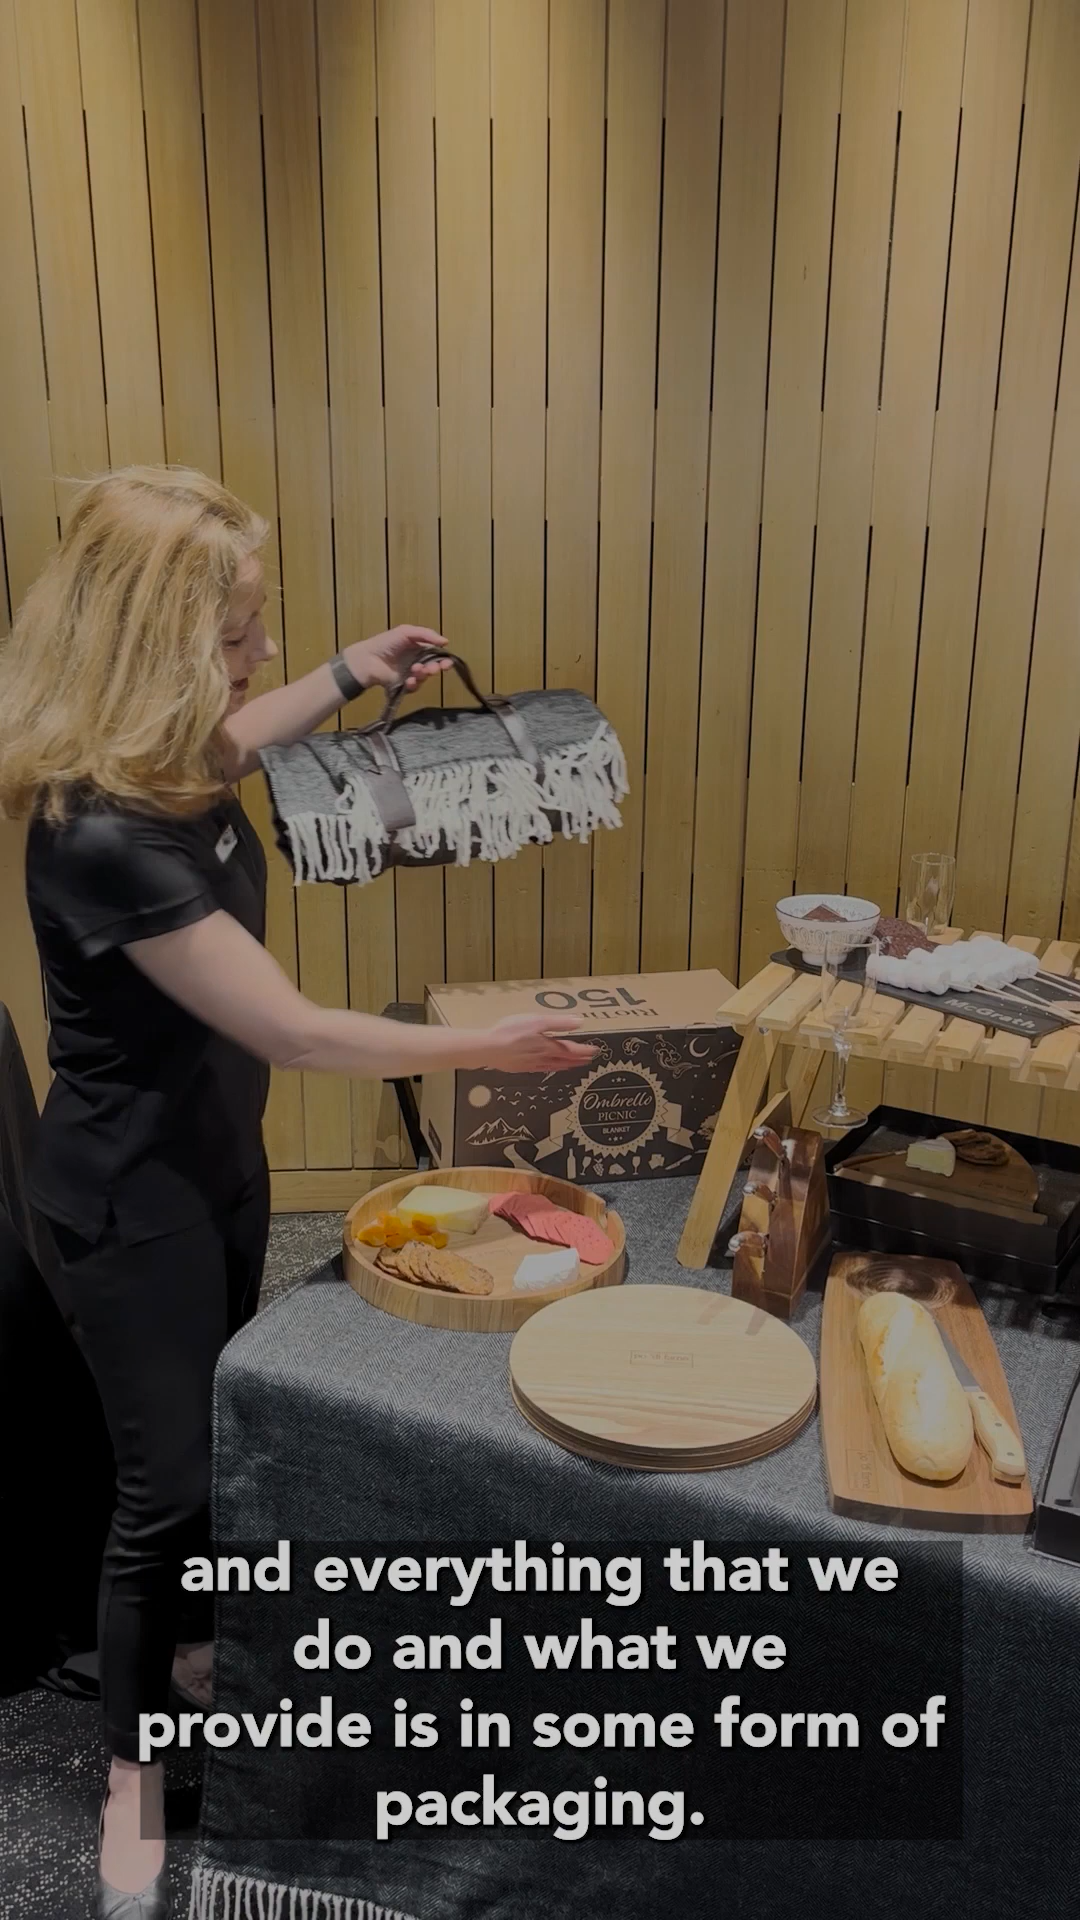 150
McGrath
Ombrello
PICNIC
BLANKET
and everything that we
do and what we
provide is in some form of
packaging.